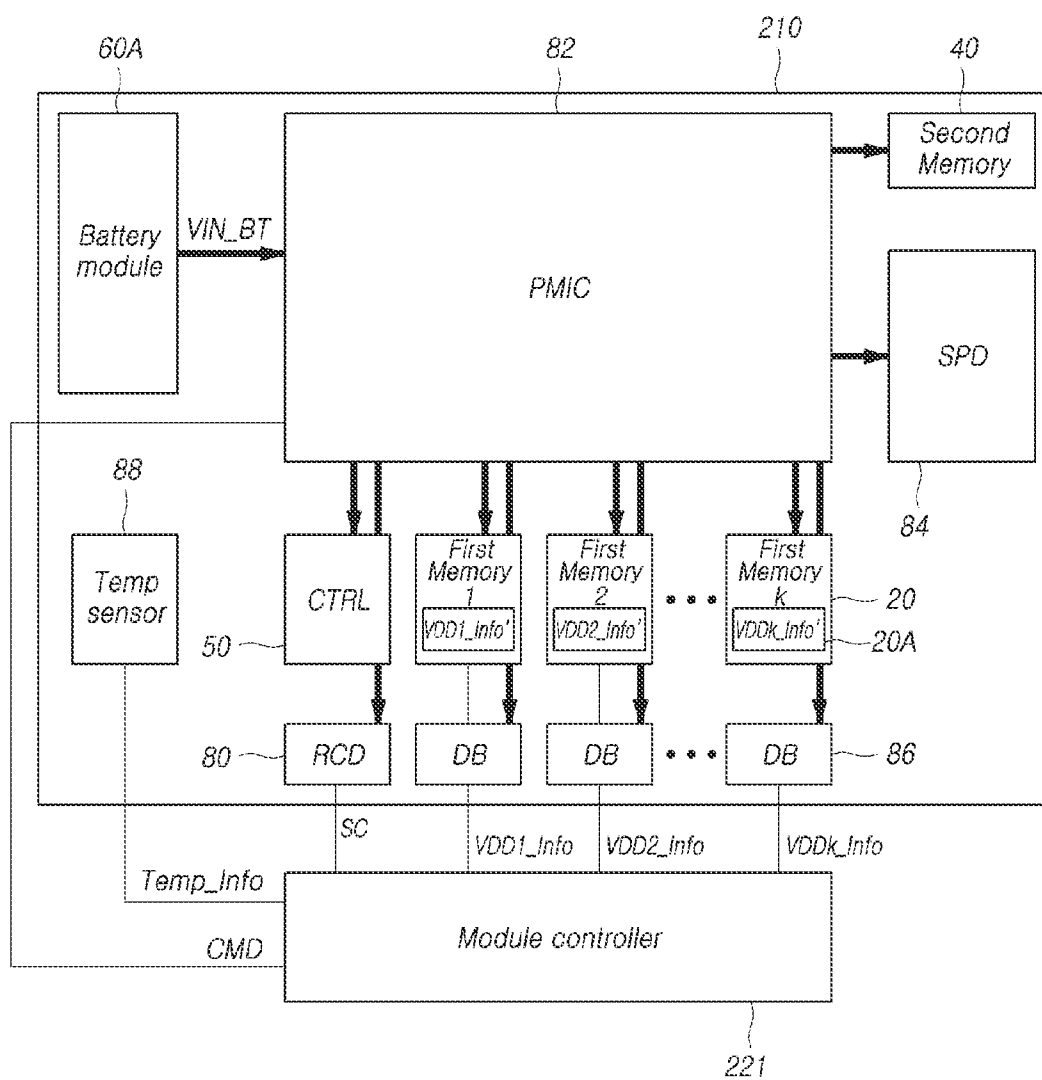 60A
82
210
40
Battery
module
VIN_BT
PMIC
Second
Memory
SPD
84
88
Temp
sensor
CTRL
50
First
Memory
1
VDD1_Info'
First
Memory
2
VDD2_Info'
• • •
First
Memory
k
VDDk_Info'
20
20A
80
RCD
DB
DB
• • •
DB
86
SC
VDD1_Info
VDD2_Info
VDDk_Info
Temp_Info
CMD
Module controller
221